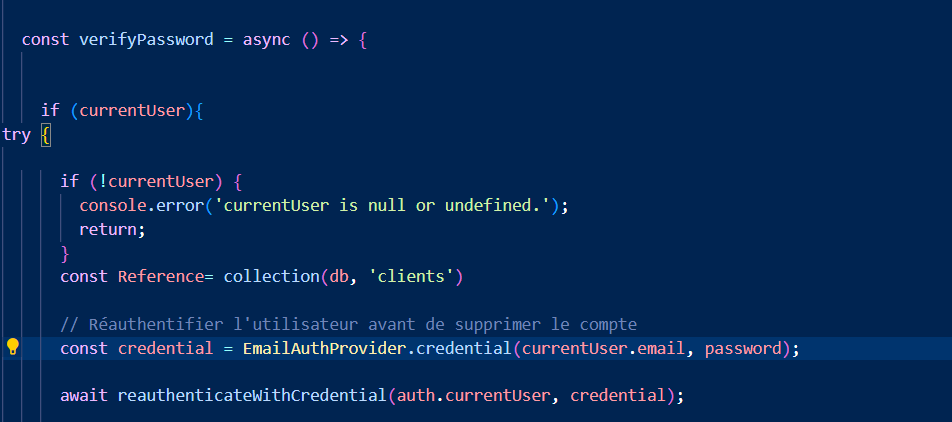 const verifyPassword = async () => {
if (currentUser){
try {
if (!currentUser) {
console.error('currentUser is null or undefined.');
return;
}
const Reference= collection(db, 'clients')
// Réauthentifier l'utilisateur avant de supprimer le compte
const credential = EmailAuthProvider.credential(currentUser.email, password);
await reauthenticateWithCredential(auth.currentUser, credential);